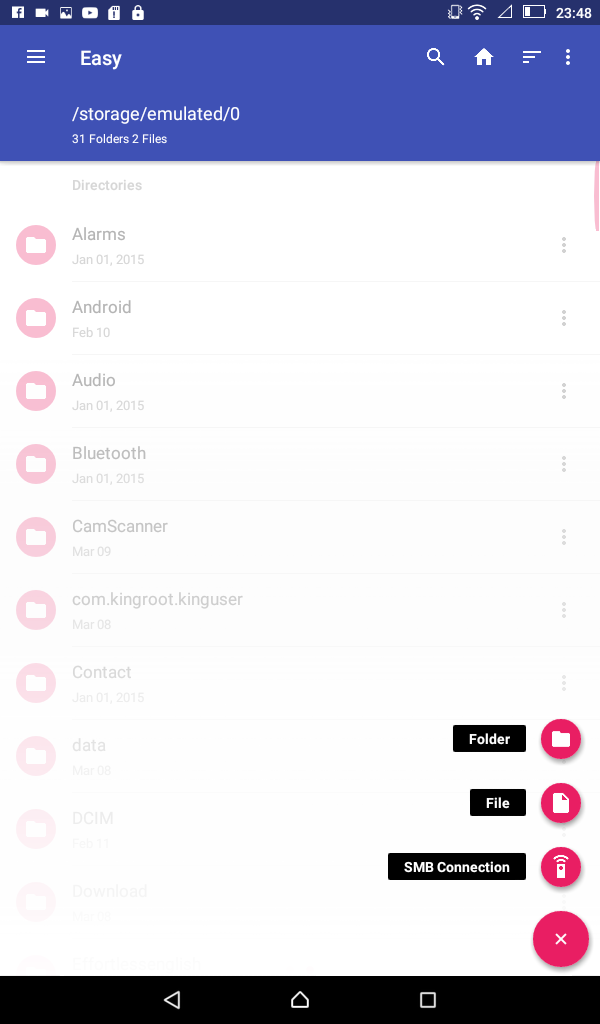 23:48
Easy
/storage/emulated/0
31 Folders 2 Files
Directories
Alarms
Jan 01, 2015
Android
Feb 10
Audio
Jan 01, 2015
Bluetooth
Jan 01, 2015
CamScanner
Mar 09
com.kingroot.kinguser
Mar 08
Contact
Jan 01, 2015
Folder
data
Mar 08
File
DCIM
Feb 11
SMB Connection
Download
Mar 08